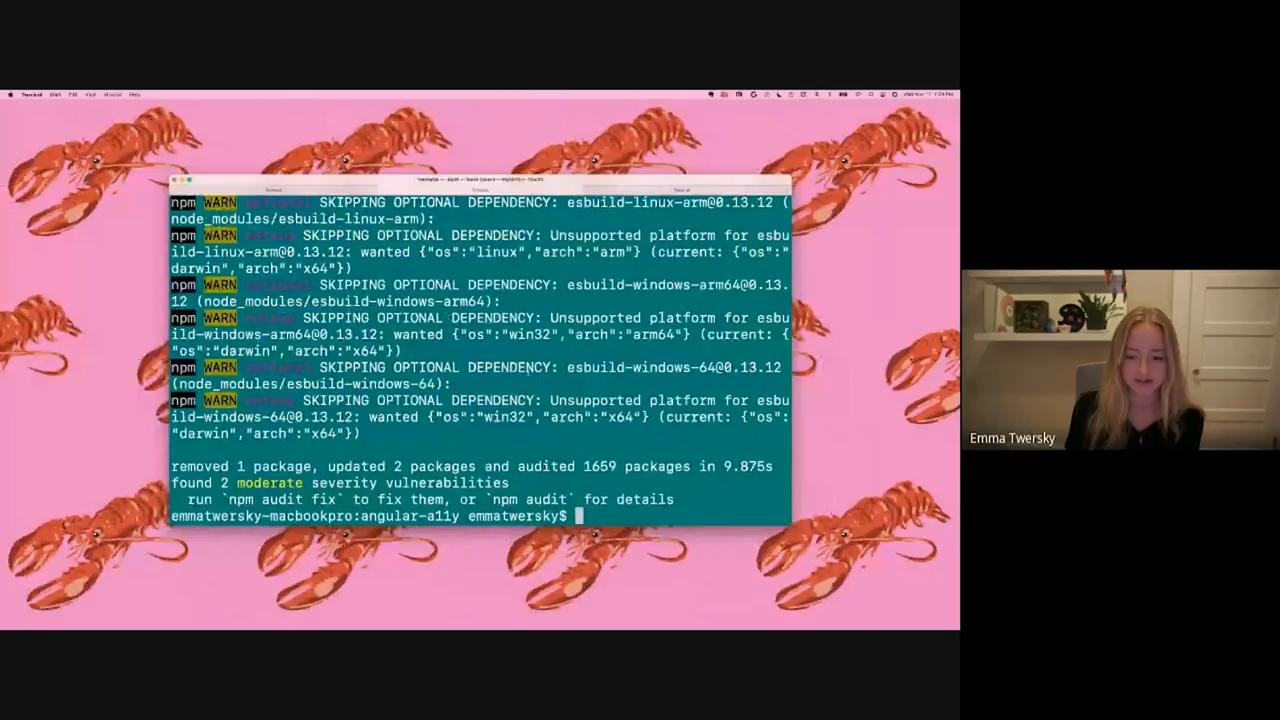 npm WARN optional SKIPPING OPTIONAL DEPENDENCY: esbuild-linux-arm@0.13.12 (
node_modules/esbuild-linux-arm):
npm WARN notsup SKIPPING OPTIONAL DEPENDENCY: Unsupported platform for esbu
ild-linux-arm@0.13.12: wanted {"os":"linux","arch":"arm"} (current: {"os":"
darwin","arch":"x64"})
npm WARN optional SKIPPING OPTIONAL DEPENDENCY: esbuild-windows-arm64@0.13.
12 (node_modules/esbuild-windows-arm64):
npm WARN notsup SKIPPING OPTIONAL DEPENDENCY: Unsupported platform for esbu
ild-windows-arm64@0.13.12: wanted {"os":"win32","arch":"arm64"} (current: {
"os":"darwin","arch":"x64"})
npm WARN optional SKIPPING OPTIONAL DEPENDENCY: esbuild-windows-64@0.13.12
(node_modules/esbuild-windows-64):
npm WARN notsup SKIPPING OPTIONAL DEPENDENCY: Unsupported platform for esbu
ild-windows-64@0.13.12: wanted {"os":"win32","arch":"x64"} (current: {"os":
"darwin","arch":"x64"})
removed 1 package, updated 2 packages and audited 1659 packages in 9.875s
found 2 moderate severity vulnerabilities
run `npm audit fix` to fix them, or `npm audit` for details
emmatwersky-macbookpro:angular-a11y emmatwersky$
Emma Twersky